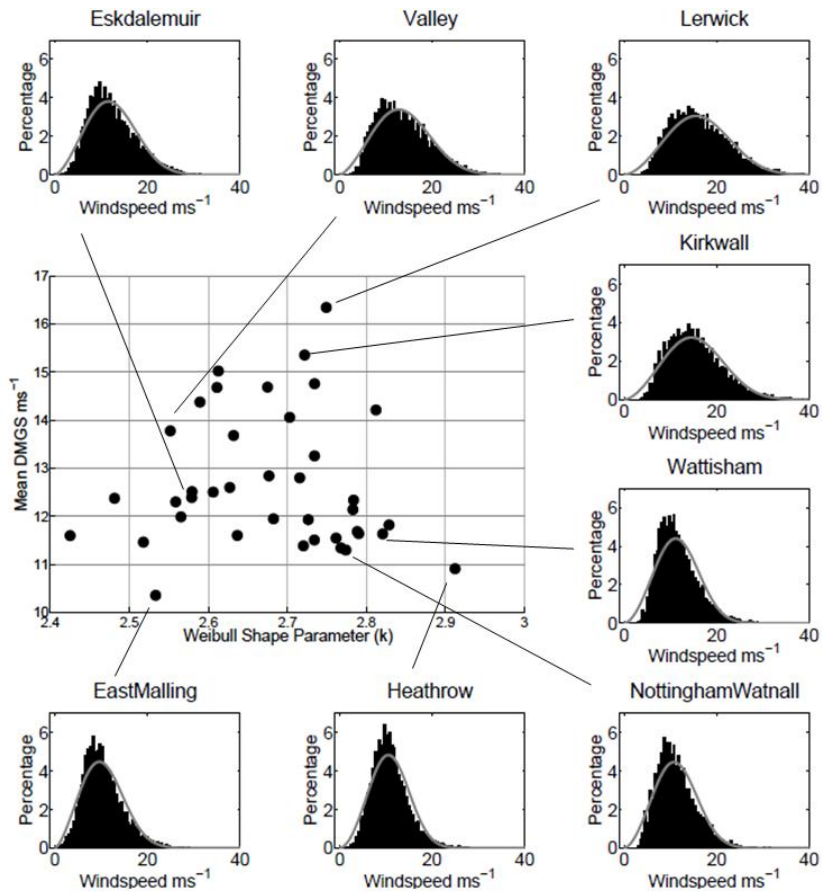 Eskdalemuir
Percentage
6
4
2
0
0 20 40
Windspeed ms⁻¹
Valley
Percentage
6
4
2
0
0 20 40
Windspeed ms⁻¹
Lerwick
Percentage
6
4
2
0
0 20 40
Windspeed ms⁻¹
Kirkwall
Percentage
6
4
2
0
0 20 40
Windspeed ms⁻¹
Mean DMGS ms⁻¹
17
16
15
14
13
12
11
10
2.4 2.5 2.6 2.7 2.8 2.9 3
Weibull Shape Parameter (k)
Wattisham
Percentage
6
4
2
0
0 20 40
Windspeed ms⁻¹
EastMalling
Percentage
6
4
2
0
0 20 40
Windspeed ms⁻¹
Heathrow
Percentage
6
4
2
0
0 20 40
Windspeed ms⁻¹
NottinghamWatnall
Percentage
6
4
2
0
0 20 40
Windspeed ms⁻¹